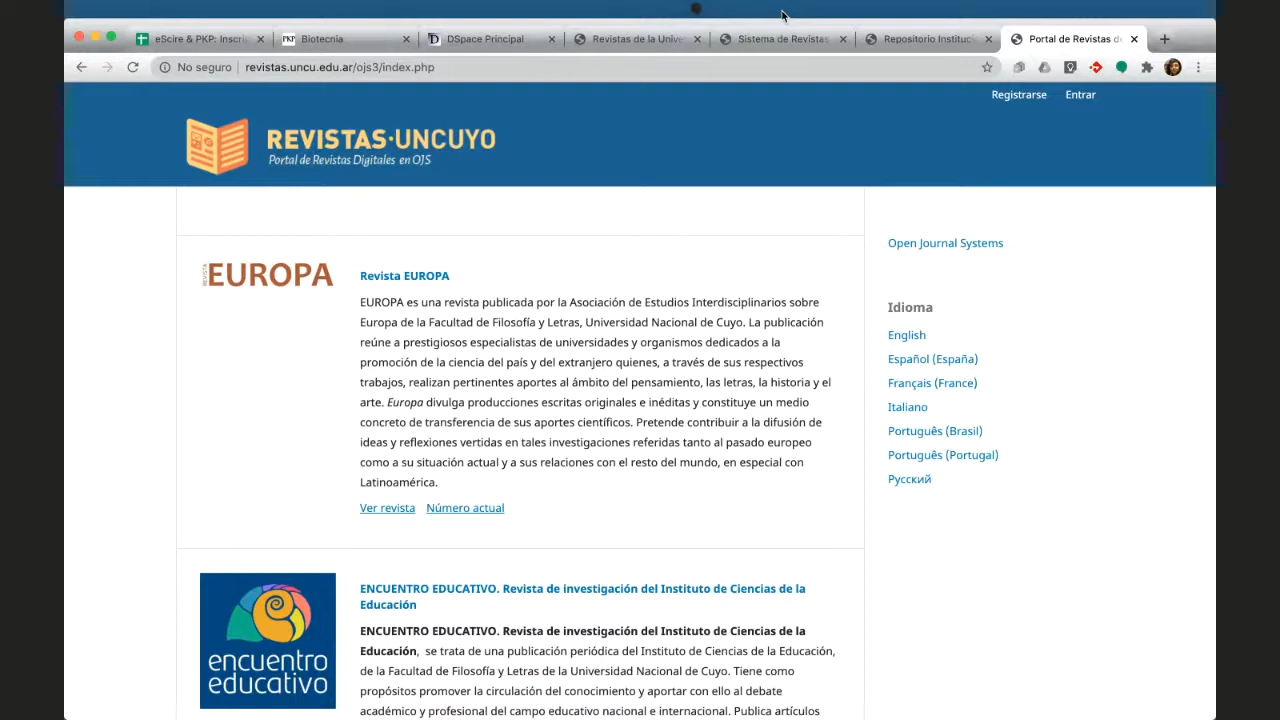 eScire & PKP: Inscri
Biotecnia
DSpace Principal
Revistas de la Unive
Sistema de Revistas
Repositorio Instituci
Portal de Revistas de
No seguro
revistas.uncu.edu.ar/ojs3/index.php
Registrarse
Entrar
REVISTAS·UNCUYO
Portal de Revistas Digitales en OJS
REVISTA EUROPA
Revista EUROPA
EUROPA es una revista publicada por la Asociación de Estudios Interdisciplinarios sobre
Europa de la Facultad de Filosofía y Letras, Universidad Nacional de Cuyo. La publicación
reúne a prestigiosos especialistas de universidades y organismos dedicados a la
promoción de la ciencia del país y del extranjero quienes, a través de sus respectivos
trabajos, realizan pertinentes aportes al ámbito del pensamiento, las letras, la historia y el
arte. Europa divulga producciones escritas originales e inéditas y constituye un medio
concreto de transferencia de sus aportes científicos. Pretende contribuir a la difusión de
ideas y reflexiones vertidas en tales investigaciones referidas tanto al pasado europeo
como a su situación actual y a sus relaciones con el resto del mundo, en especial con
Latinoamérica.
Ver revista
Número actual
encuentro
educativo
ENCUENTRO EDUCATIVO. Revista de investigación del Instituto de Ciencias de la
Educación
ENCUENTRO EDUCATIVO. Revista de investigación del Instituto de Ciencias de la
Educación, se trata de una publicación periódica del Instituto de Ciencias de la Educación,
de la Facultad de Filosofía y Letras de la Universidad Nacional de Cuyo. Tiene como
propósitos promover la circulación del conocimiento y aportar con ello al debate
académico y profesional del campo educativo nacional e internacional. Publica artículos
Open Journal Systems
Idioma
English
Español (España)
Français (France)
Italiano
Português (Brasil)
Português (Portugal)
Русский